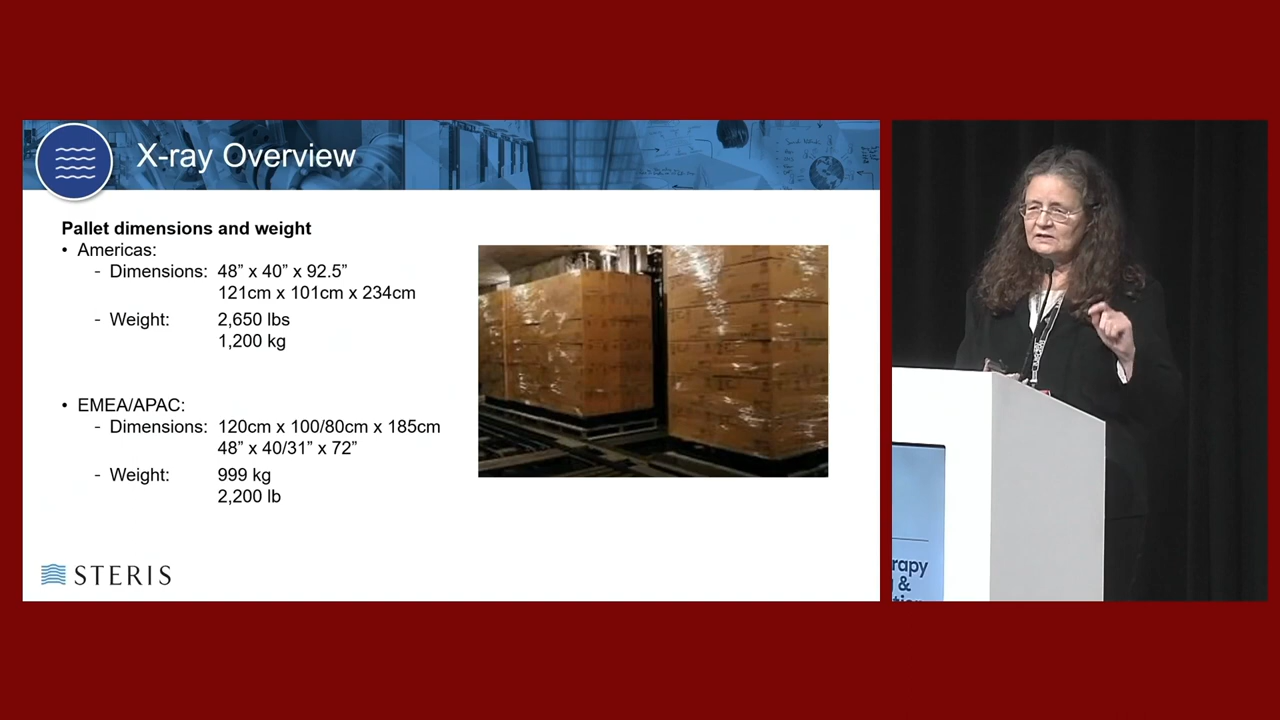 X-ray Overview
Pallet dimensions and weight
• Americas:
- Dimensions: 48” x 40” x 92.5”
121cm x 101cm x 234cm
- Weight: 2,650 lbs
1,200 kg
• EMEA/APAC:
- Dimensions: 120cm x 100/80cm x 185cm
48” x 40/31” x 72”
- Weight: 999 kg
2,200 lb
STERIS
rapy
&